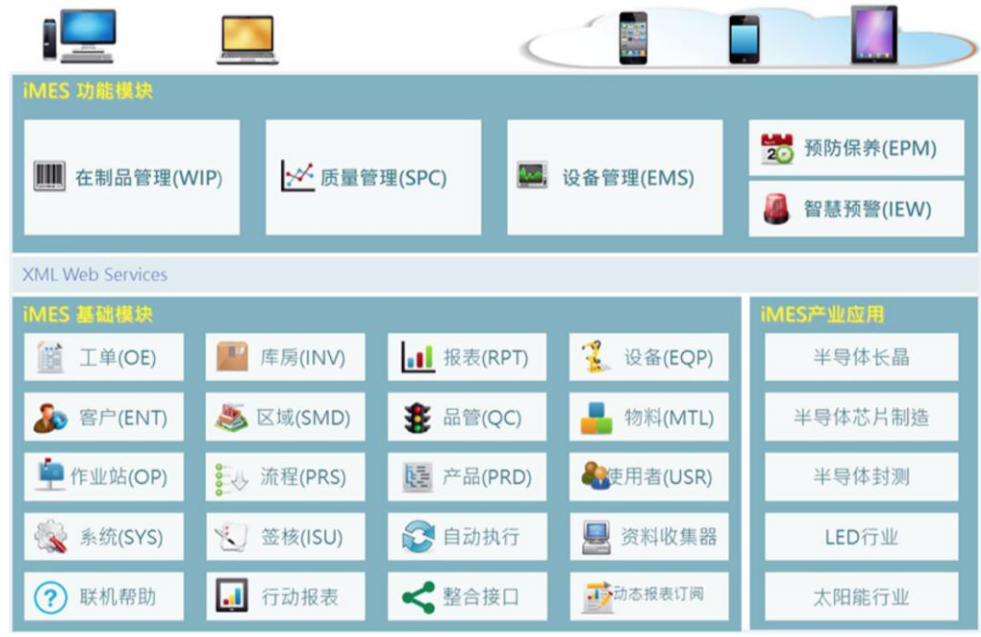 iMES 功能模块
在制品管理(WIP)
质量管理(SPC)
设备管理(EMS)
预防保养(EPM)
智慧预警(IEW)
XML Web Services
iMES 基础模块
工单(OE)
库房(INV)
报表(RPT)
设备(EQP)
客户(ENT)
区域(SMD)
品管(QC)
物料(MTL)
作业站(OP)
流程(PRS)
产品(PRD)
使用者(USR)
系统(SYS)
签核(ISU)
自动执行
资料收集器
联机帮助
行动报表
整合接口
动态报表订阅
iMES产业应用
半导体长晶
半导体芯片制造
半导体封测
LED行业
太阳能行业